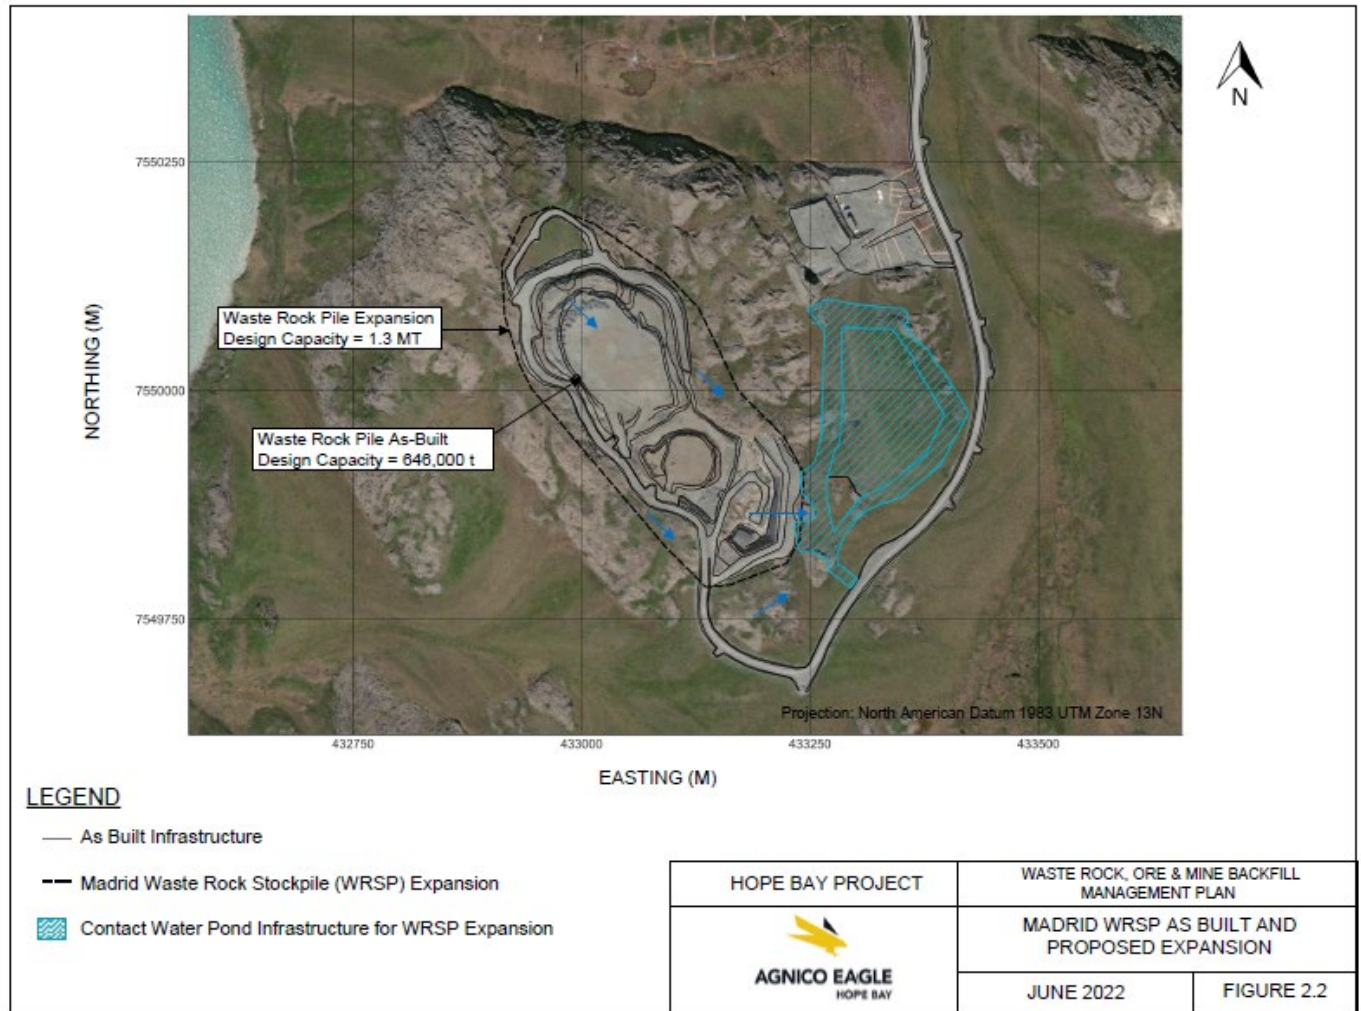 N
7550250
7550000
7549750
NORTHING (M)
Waste Rock Pile Expansion
Design Capacity = 1.3 MT
Waste Rock Pile As-Built
Design Capacity = 646,000 t
Projection: North American Datum 1983 UTM Zone 13N
432750
433000
433250
433500
EASTING (M)
LEGEND
As Built Infrastructure
Madrid Waste Rock Stockpile (WRSP) Expansion
Contact Water Pond Infrastructure for WRSP Expansion
HOPE BAY PROJECT
WASTE ROCK, ORE & MINE BACKFILL
MANAGEMENT PLAN
AGNICO EAGLE
HOPE BAY
MADRID WRSP AS BUILT AND
PROPOSED EXPANSION
JUNE 2022
FIGURE 2.2